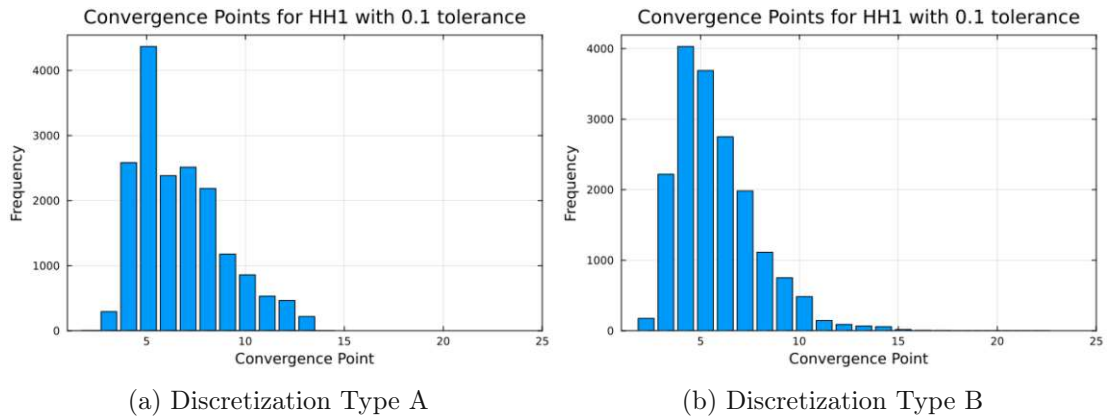 Convergence Points for HH1 with 0.1 tolerance
Frequency
4000
3000
2000
1000
0
5
10
15
20
25
Convergence Point
(a) Discretization Type A
Convergence Points for HH1 with 0.1 tolerance
Frequency
4000
3000
2000
1000
0
5
10
15
20
25
Convergence Point
(b) Discretization Type B